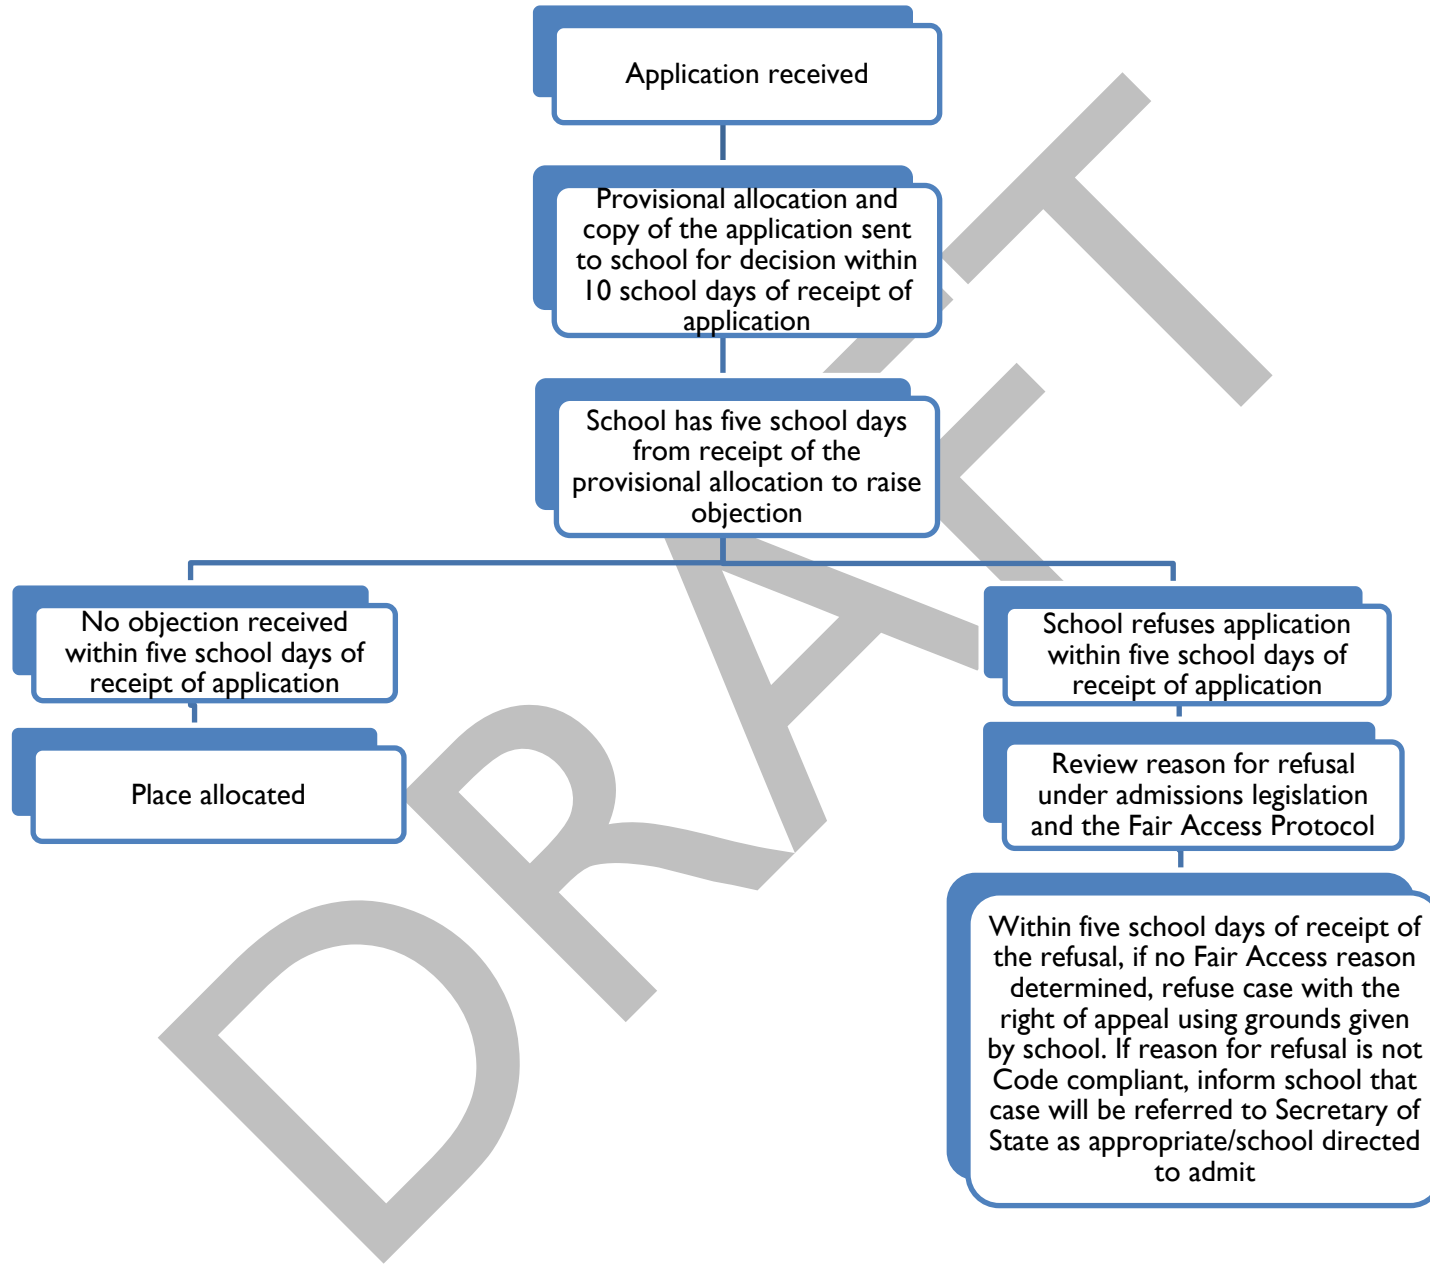 Application received
Provisional allocation and
copy of the application sent
to school for decision within
10 school days of receipt of
application
School has five school days
from receipt of the
provisional allocation to raise
objection
No objection received
within five school days of
receipt of application
Place allocated
School refuses application
within five school days of
receipt of application
Review reason for refusal
under admissions legislation
and the Fair Access Protocol
Within five school days of receipt of
the refusal, if no Fair Access reason
determined, refuse case with the
right of appeal using grounds given
by school. If reason for refusal is not
Code compliant, inform school that
case will be referred to Secretary of
State as appropriate/school directed
to admit
DRAFT